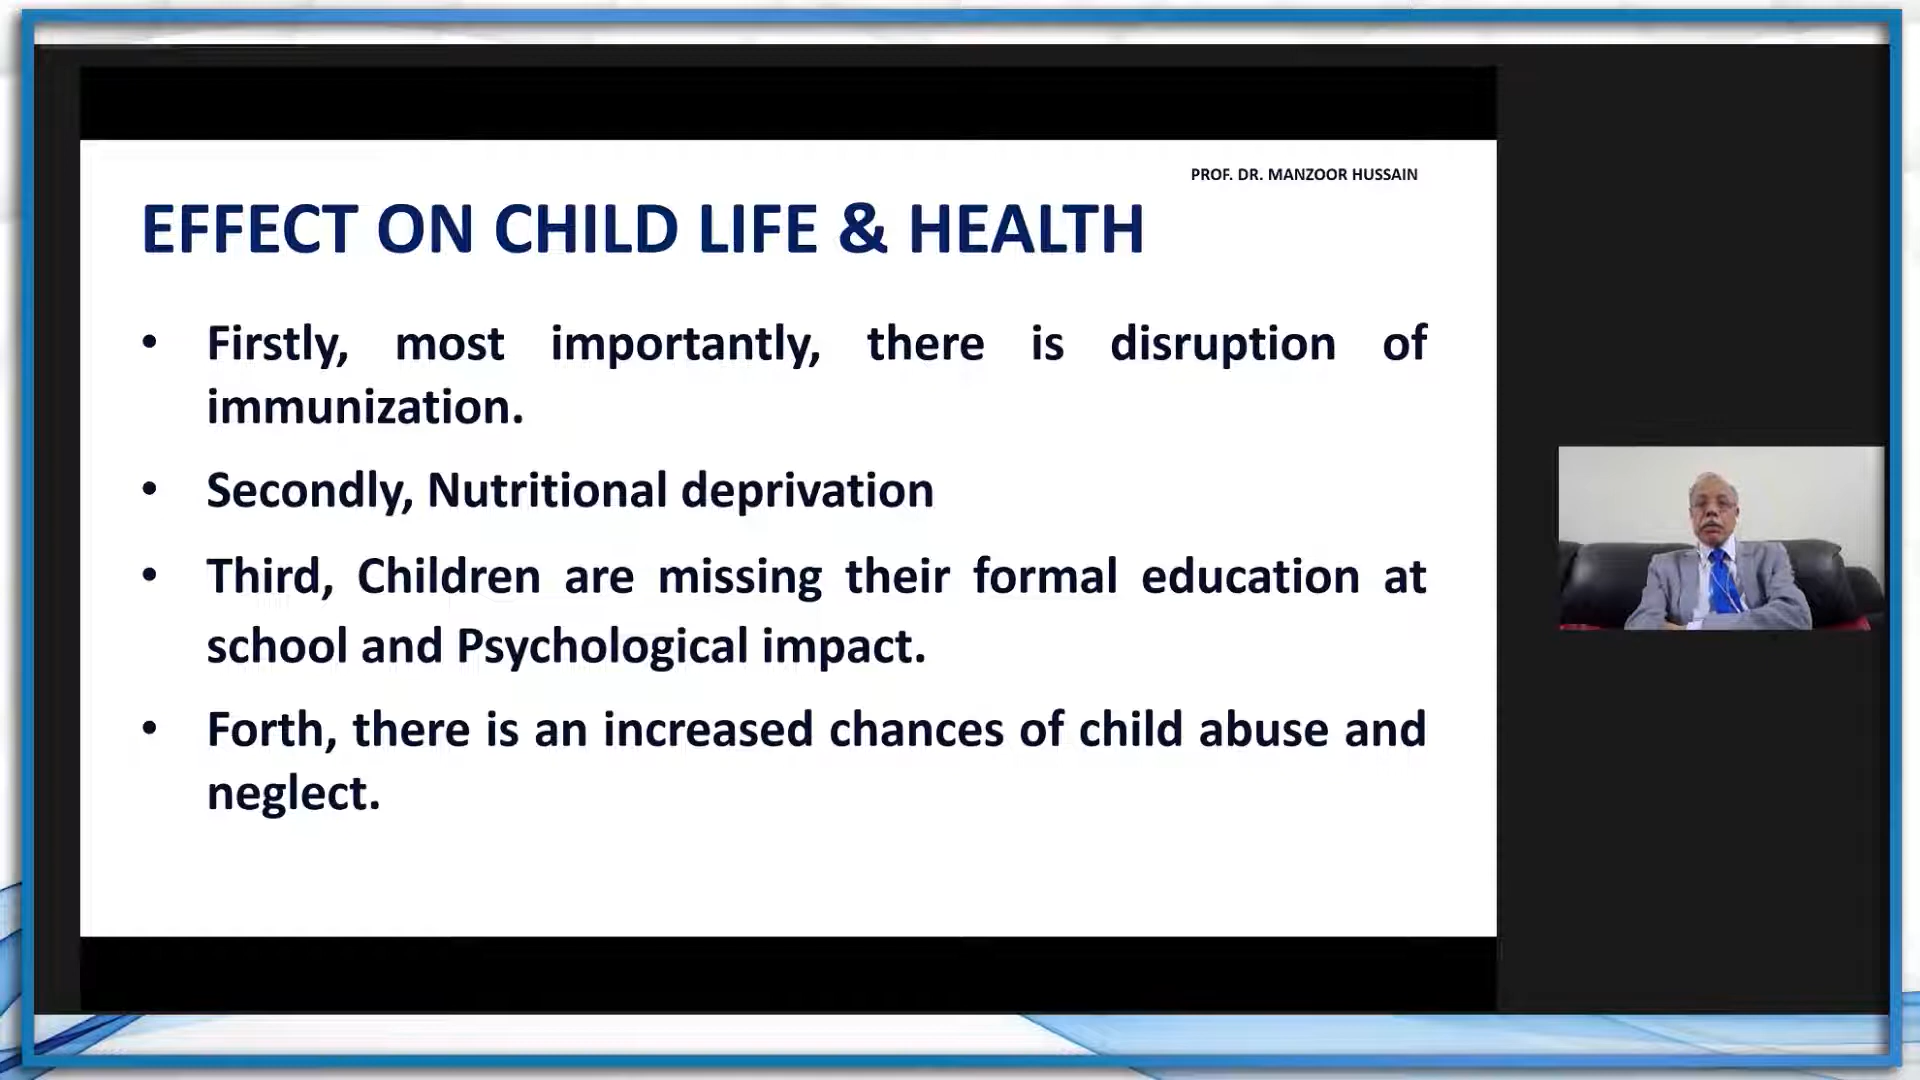 PROF. DR. MANZOOR HUSSAIN
EFFECT ON CHILD LIFE & HEALTH
• Firstly, most importantly, there is disruption of
immunization.
• Secondly, Nutritional deprivation
• Third, Children are missing their formal education at
school and Psychological impact.
• Forth, there is an increased chances of child abuse and
neglect.